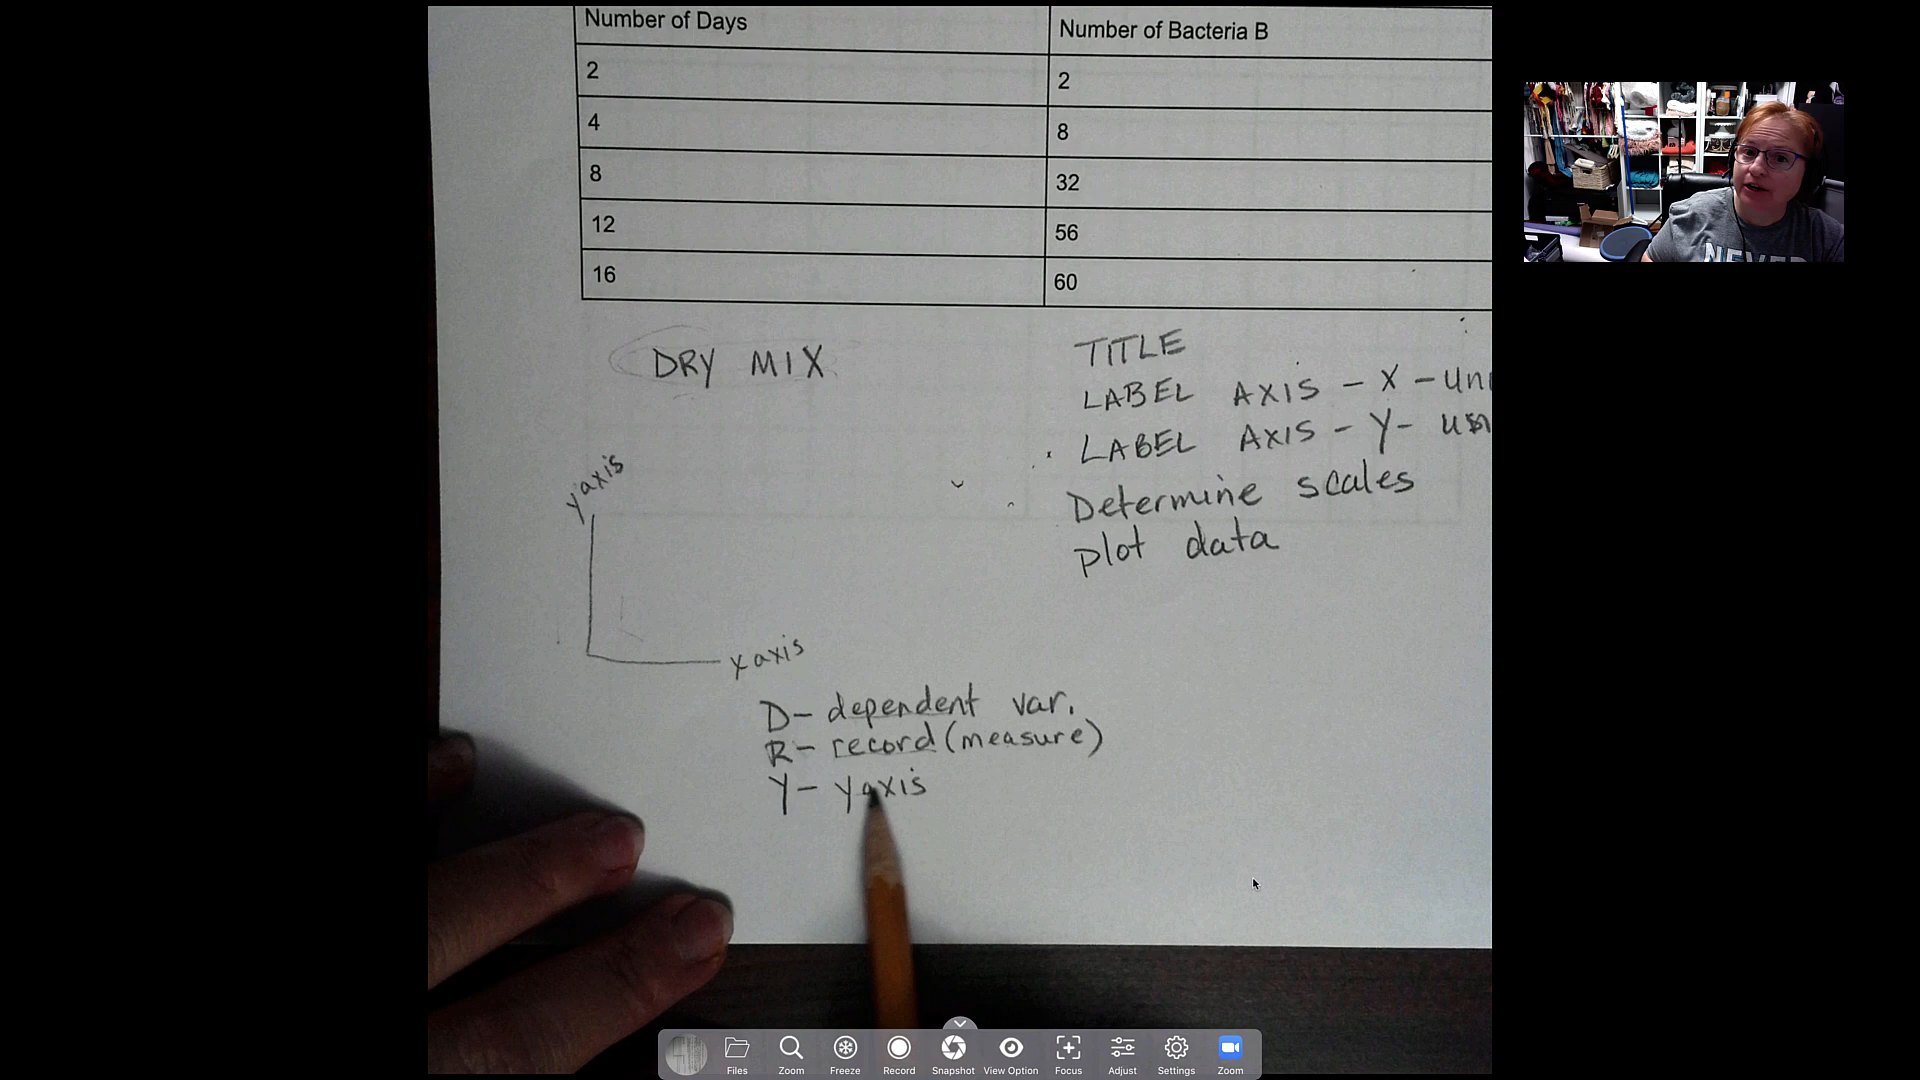 Number of Days Number of Bacteria B
2 2
4 8
8 32
12 56
16 60
DRY MIX
TITLE
LABEL AXIS - X - uni
LABEL AXIS - Y -
Determine scales
plot data
y axis
x axis
D - dependent var.
R - record (measure)
Y - y axis
NEVER
Files Zoom Freeze Record Snapshot View Option Focus Adjust Settings Zoom